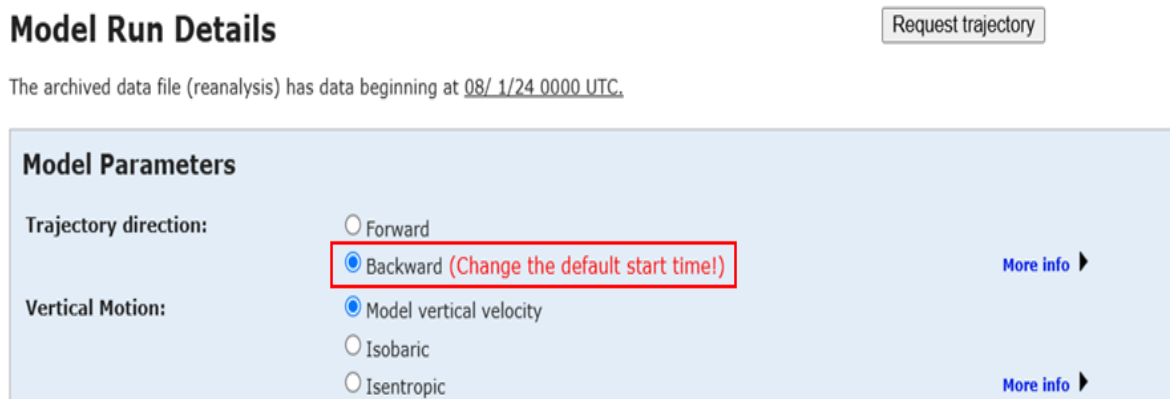 Model Run Details
Request trajectory
The archived data file (reanalysis) has data beginning at 08/ 1/24 0000 UTC.
Model Parameters
Trajectory direction:
Forward
Backward (Change the default start time!)
More info
Vertical Motion:
Model vertical velocity
Isobaric
Isentropic
More info